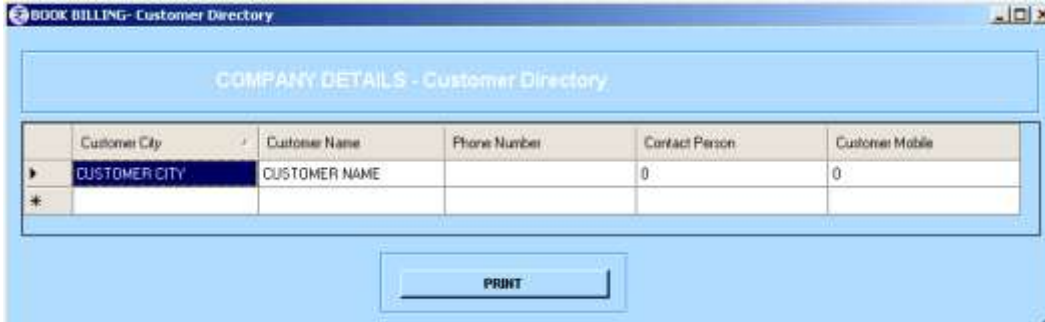 BOOK BILLING- Customer Directory
COMPANY DETAILS - Customer Directory
Customer City Customer Name Phone Number Contact Person Customer Mobile
CUSTOMER CITY CUSTOMER NAME 0 0
PRINT